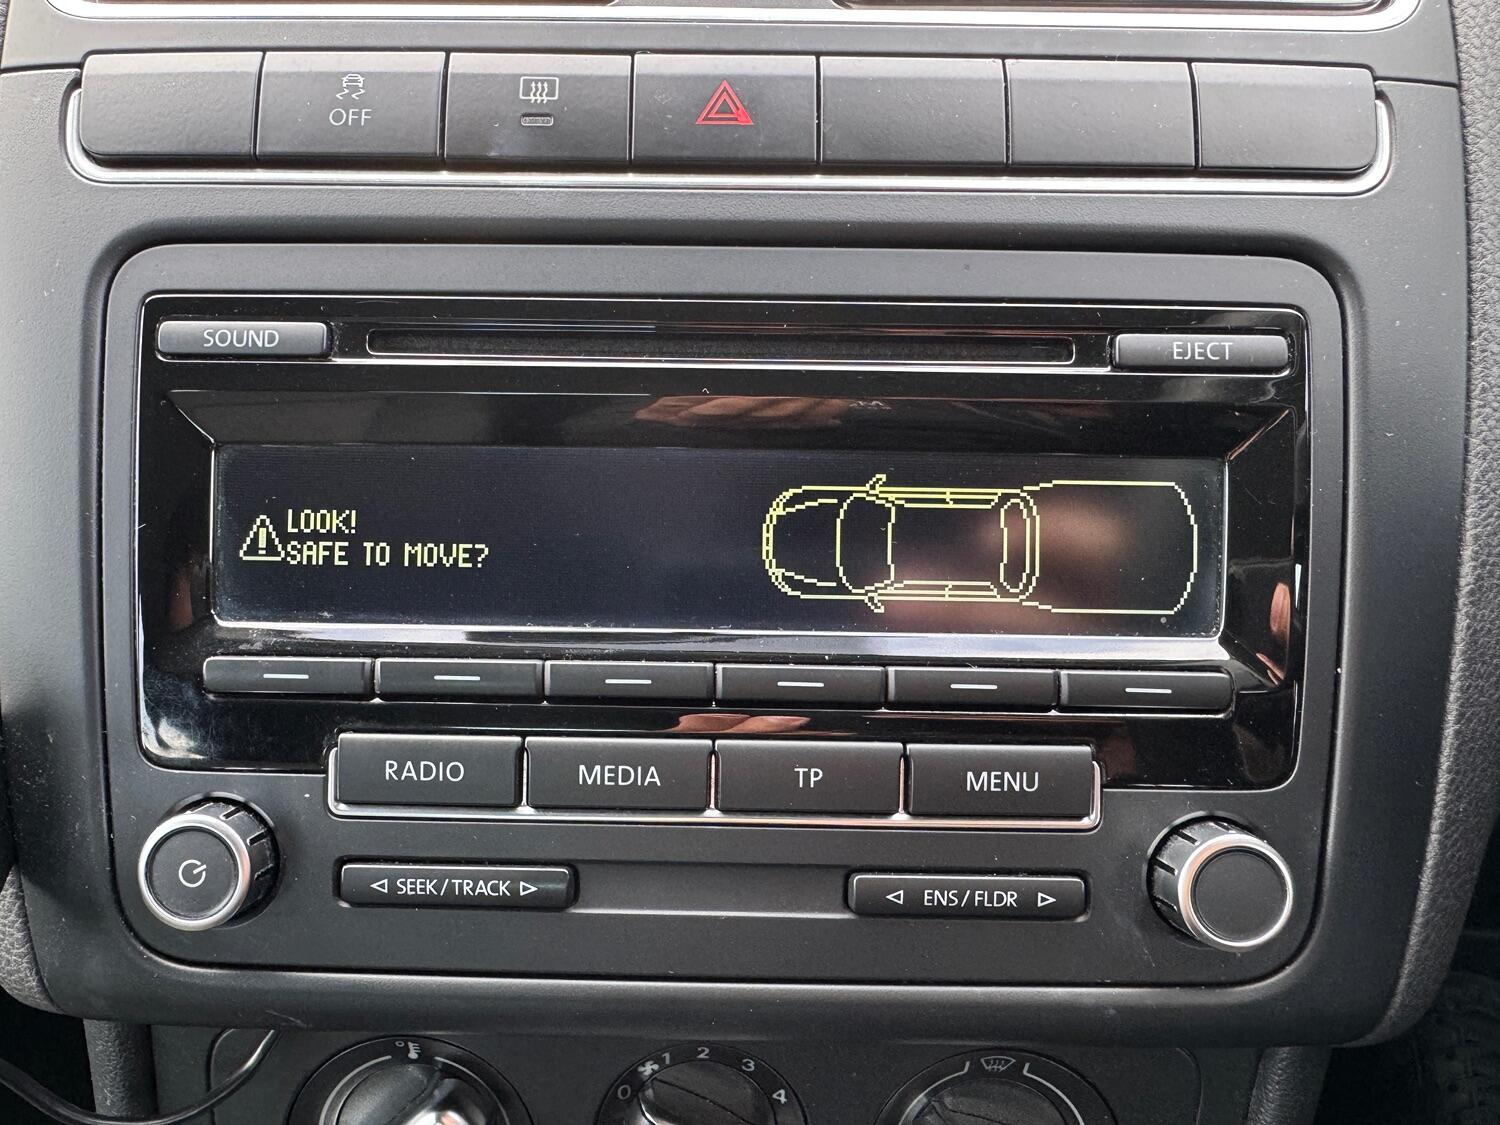 OFF
SOUND
EJECT
LOOK!
SAFE TO MOVE?
RADIO
MEDIA
TP
MENU
SEEK/TRACK
ENS/FLDR
0
1
2
3
4